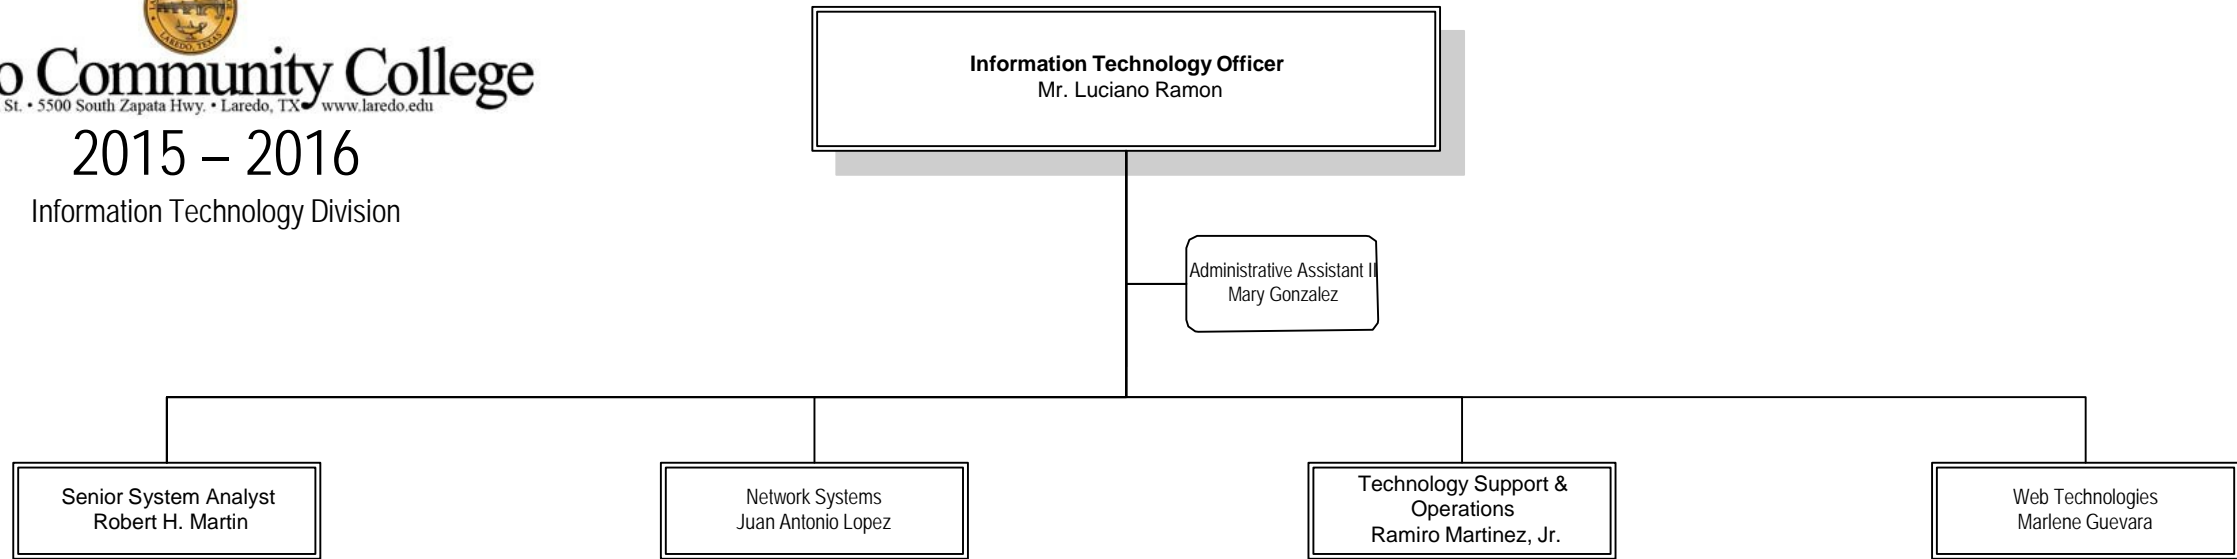 LAREDO, TEXAS
o Community College
St. • 5500 South Zapata Hwy. • Laredo, TX • www.laredo.edu
2015 – 2016
Information Technology Division
Information Technology Officer
Mr. Luciano Ramon
Administrative Assistant II
Mary Gonzalez
Senior System Analyst
Robert H. Martin
Network Systems
Juan Antonio Lopez
Technology Support &
Operations
Ramiro Martinez, Jr.
Web Technologies
Marlene Guevara